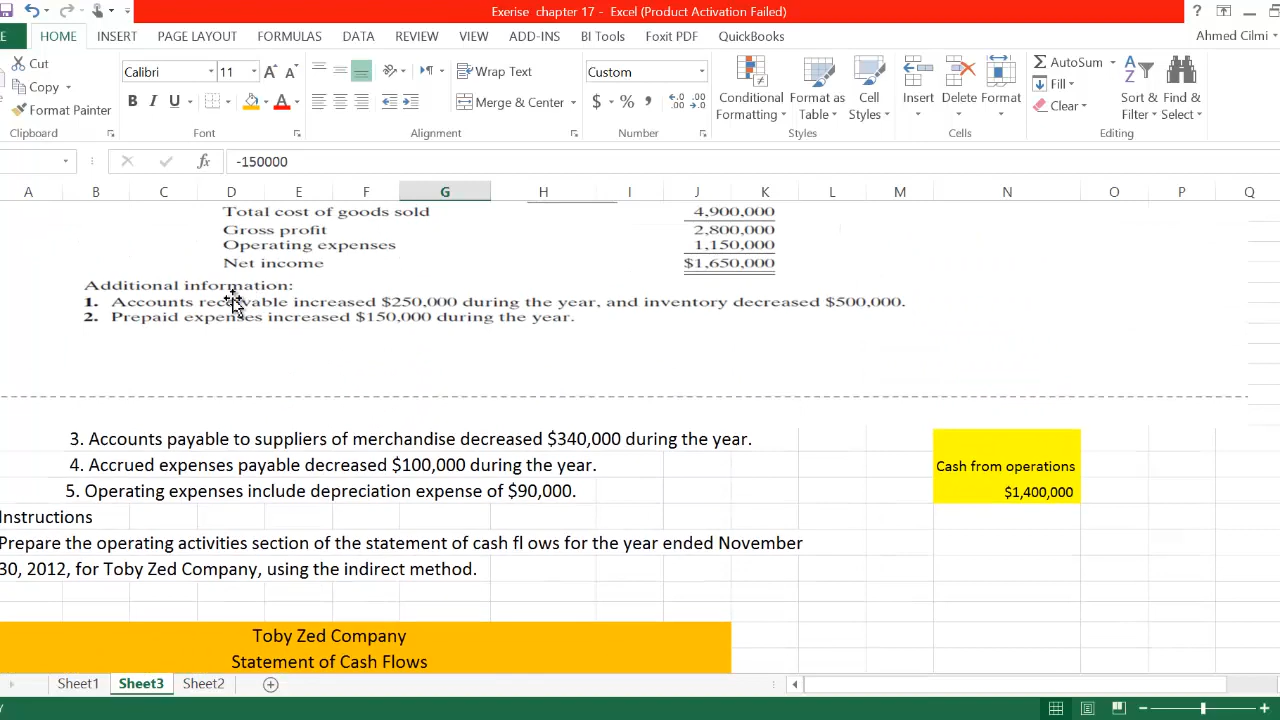 Exerise chapter 17 - Excel (Product Activation Failed)
HOME INSERT PAGE LAYOUT FORMULAS DATA REVIEW VIEW ADD-INS BI Tools Foxit PDF QuickBooks Ahmed Cilmi
Cut
Copy
Format Painter
Clipboard
Calibri 11
B I U A
Font
Wrap Text
Merge & Center
Alignment
Custom
$ % ,
Number
Conditional Formatting
Format as Table
Cell Styles
Styles
Insert Delete Format
Cells
AutoSum
Fill
Clear
Sort & Filter
Find & Select
Editing
fx -150000
A B C D E F G H I J K L M N O P Q
Total cost of goods sold 4,900,000
Gross profit 2,800,000
Operating expenses 1,150,000
Net income $1,650,000
Additional information:
1. Accounts receivable increased $250,000 during the year, and inventory decreased $500,000.
2. Prepaid expenses increased $150,000 during the year.
3. Accounts payable to suppliers of merchandise decreased $340,000 during the year.
4. Accrued expenses payable decreased $100,000 during the year.
5. Operating expenses include depreciation expense of $90,000.
Cash from operations
$1,400,000
Instructions
Prepare the operating activities section of the statement of cash fl ows for the year ended November
30, 2012, for Toby Zed Company, using the indirect method.
Toby Zed Company
Statement of Cash Flows
Sheet1 Sheet3 Sheet2